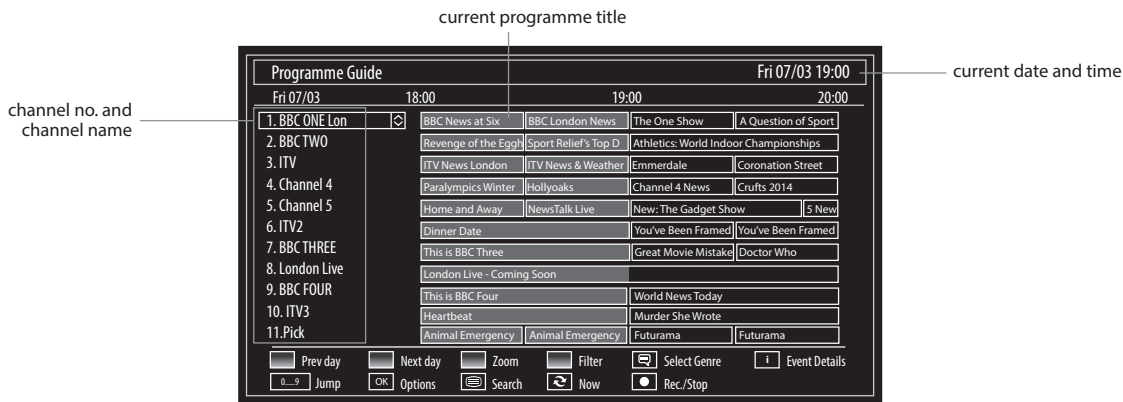 current programme title
Programme Guide Fri 07/03 19:00
current date and time
channel no. and
channel name
Fri 07/03 18:00 19:00 20:00
1. BBC ONE Lon BBC News at Six BBC London News The One Show A Question of Sport
2. BBC TWO Revenge of the Eggh Sport Relief's Top D Athletics: World Indoor Championships
3. ITV ITV News London ITV News & Weather Emmerdale Coronation Street
4. Channel 4 Paralympics Winter Hollyoaks Channel 4 News Crufts 2014
5. Channel 5 Home and Away NewsTalk Live New: The Gadget Show 5 New
6. ITV2 Dinner Date You've Been Framed You've Been Framed
7. BBC THREE This is BBC Three Great Movie Mistake Doctor Who
8. London Live London Live - Coming Soon
9. BBC FOUR This is BBC Four World News Today
10. ITV3 Heartbeat Murder She Wrote
11.Pick Animal Emergency Animal Emergency Futurama Futurama
Prev day Next day Zoom Filter Select Genre i Event Details
0....9 Jump OK Options Search Now Rec./Stop